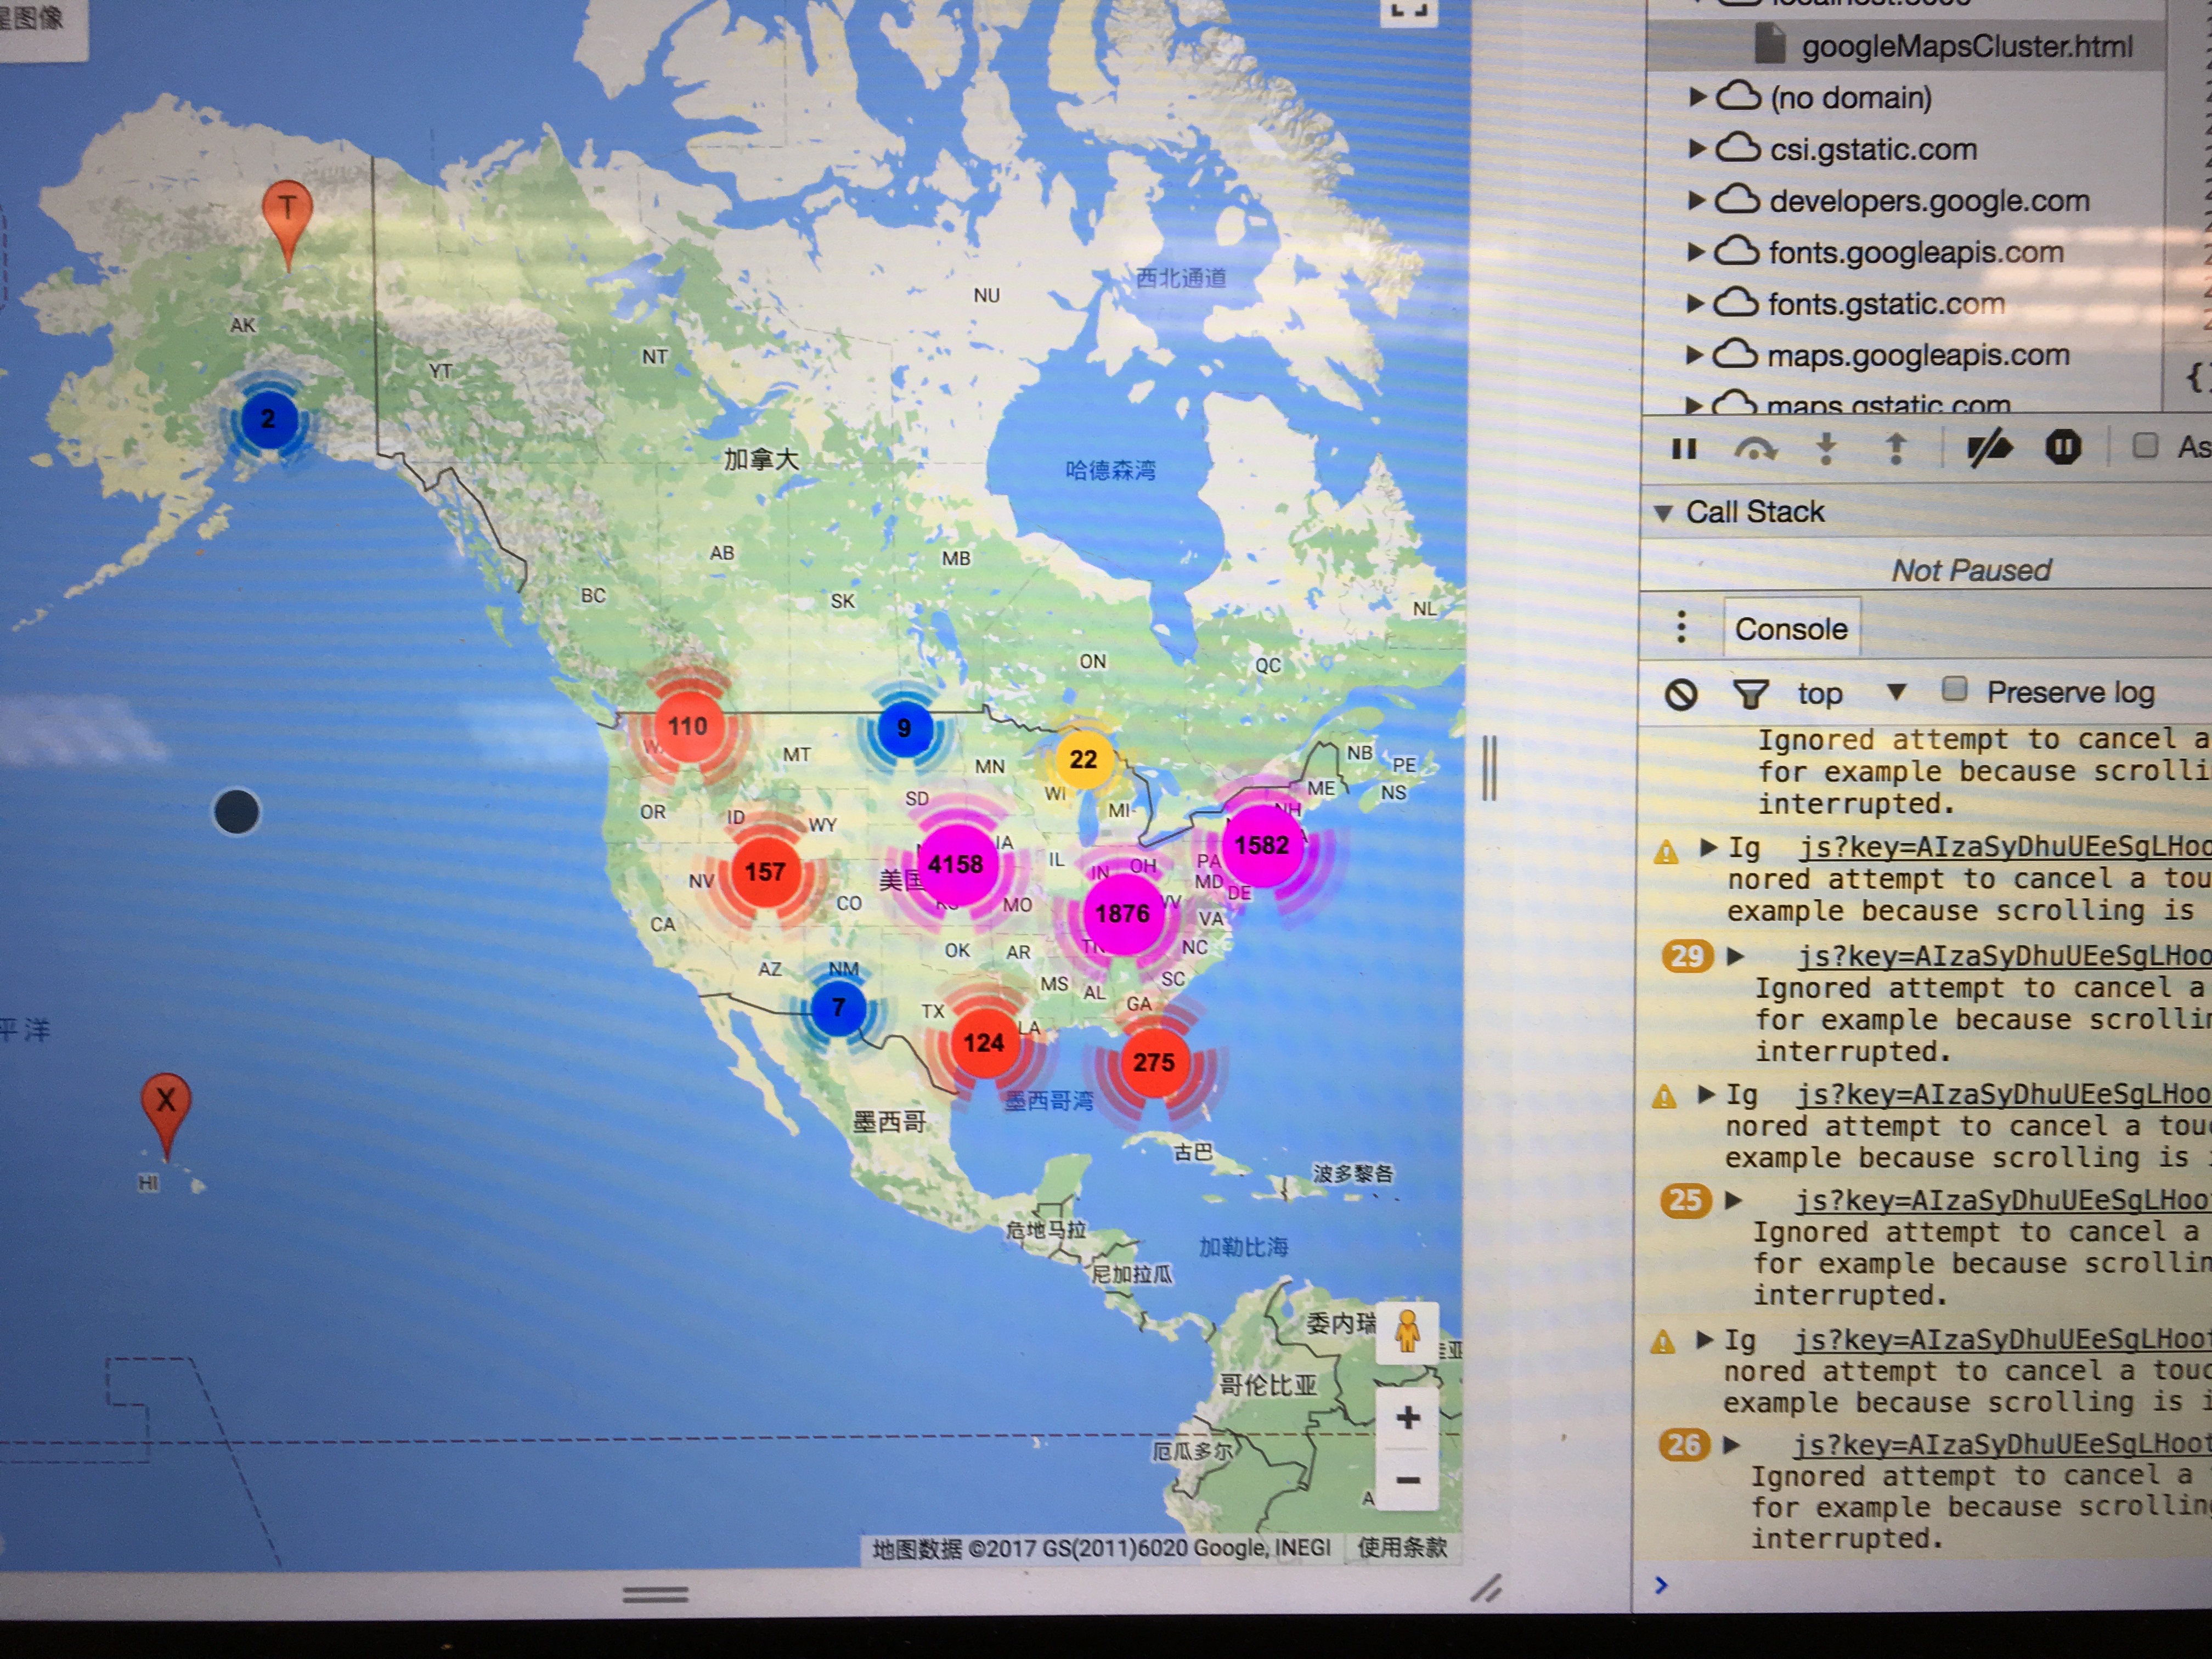 星图像
T
NU
西北通道
AK
YT
NT
2
加拿大
哈德森湾
AB
MB
BC
SK
NL
ON
QC
110
9
22
MT
MN
NB
PE
ME
NS
WI
MI
NH
SD
OR
ID
WY
157
4158
IA
IL
IN
OH
PA
1582
NV
美国
MD
DE
CO
MO
1876
VA
CA
OK
AR
NC
AZ
NM
MS
AL
SC
7
TX
LA
GA
124
275
平洋
X
HI
墨西哥湾
墨西哥
古巴
波多黎各
危地马拉
加勒比海
尼加拉瓜
委内瑞
哥伦比亚
厄瓜多尔
+
−
地图数据 ©2017 GS(2011)6020 Google, INEGI 使用条款
googleMapsCluster.html
(no domain)
csi.gstatic.com
developers.google.com
fonts.googleapis.com
fonts.gstatic.com
maps.googleapis.com
maps.gstatic.com
{
As
Call Stack
Not Paused
Console
top Preserve log
Ignored attempt to cancel a
for example because scrolli
interrupted.
Ig js?key=AIzaSyDhuUEeSgLHoo
nored attempt to cancel a tou
example because scrolling is
29 js?key=AIzaSyDhuUEeSgLHoo
Ignored attempt to cancel a
for example because scrollin
interrupted.
Ig js?key=AIzaSyDhuUEeSgLHoo
nored attempt to cancel a tou
example because scrolling is
25 js?key=AIzaSyDhuUEeSgLHoo
Ignored attempt to cancel a
for example because scrollin
interrupted.
Ig js?key=AIzaSyDhuUEeSgLHoot
nored attempt to cancel a touc
example because scrolling is i
26 js?key=AIzaSyDhuUEeSgLHoot
Ignored attempt to cancel a
for example because scrolling
interrupted.